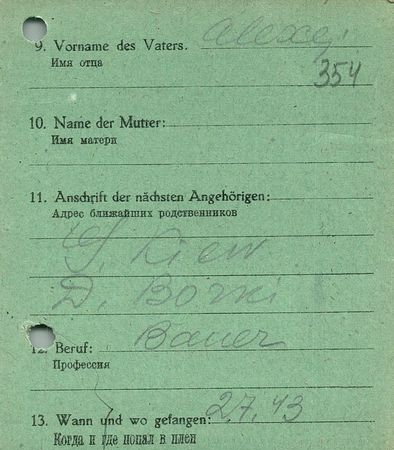 9. Vorname des Vaters. Alexej
Имя отца
354
10. Name der Mutter:
Имя матери
11. Anschrift der nächsten Angehörigen:
Адрес ближайших родственников
G. Kiew
D. Borki
Bauer
12. Beruf:
Профессия
13. Wann und wo gefangen: 2.7.43
Когда и где попал в плен